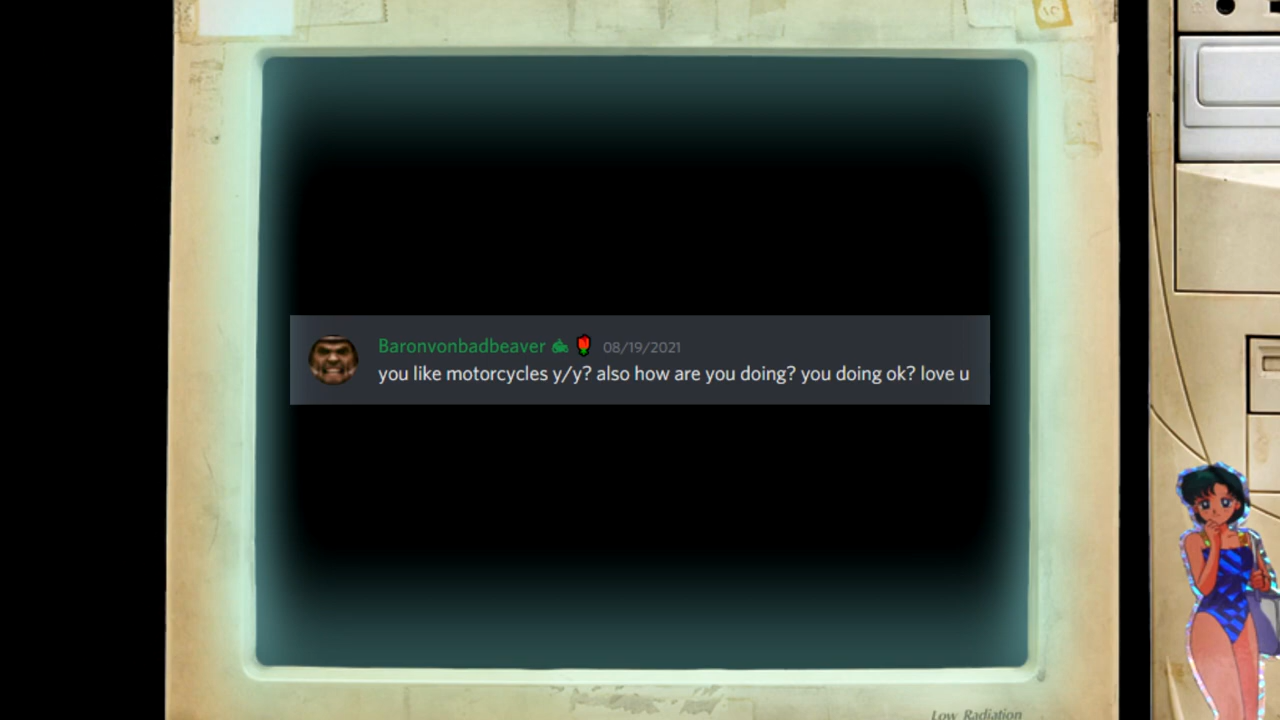 Baronvonbadbeaver 08/19/2021
you like motorcycles y/y? also how are you doing? you doing ok? love u
Low Radiation